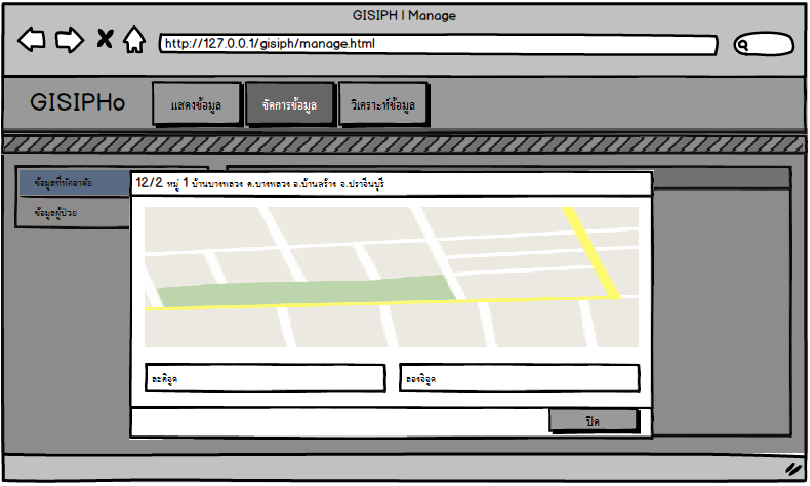 GISIPH | Manage
http://127.0.0.1/gisiph/manage.html
GISIPHo
แสดงข้อมูล
จัดการข้อมูล
วิเคราะห์ข้อมูล
ข้อมูลที่พักอาศัย
ข้อมูลผู้ป่วย
12/2 หมู่ 1 บ้านบางพลวง ต.บางพลวง อ.บ้านสร้าง จ.ปราจีนบุรี
ละติจูด
ลองจิจูด
ปิด